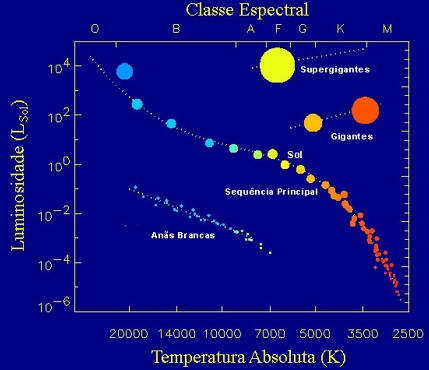 Classe Espectral
O B A F G K M
Luminosidade (L_Sol)
10^4
10^2
10^0
10^-2
10^-4
10^-6
Supergigantes
Gigantes
Sol
Sequência Principal
Anãs Brancas
20000 14000 10000 7000 5000 3500 2500
Temperatura Absoluta (K)